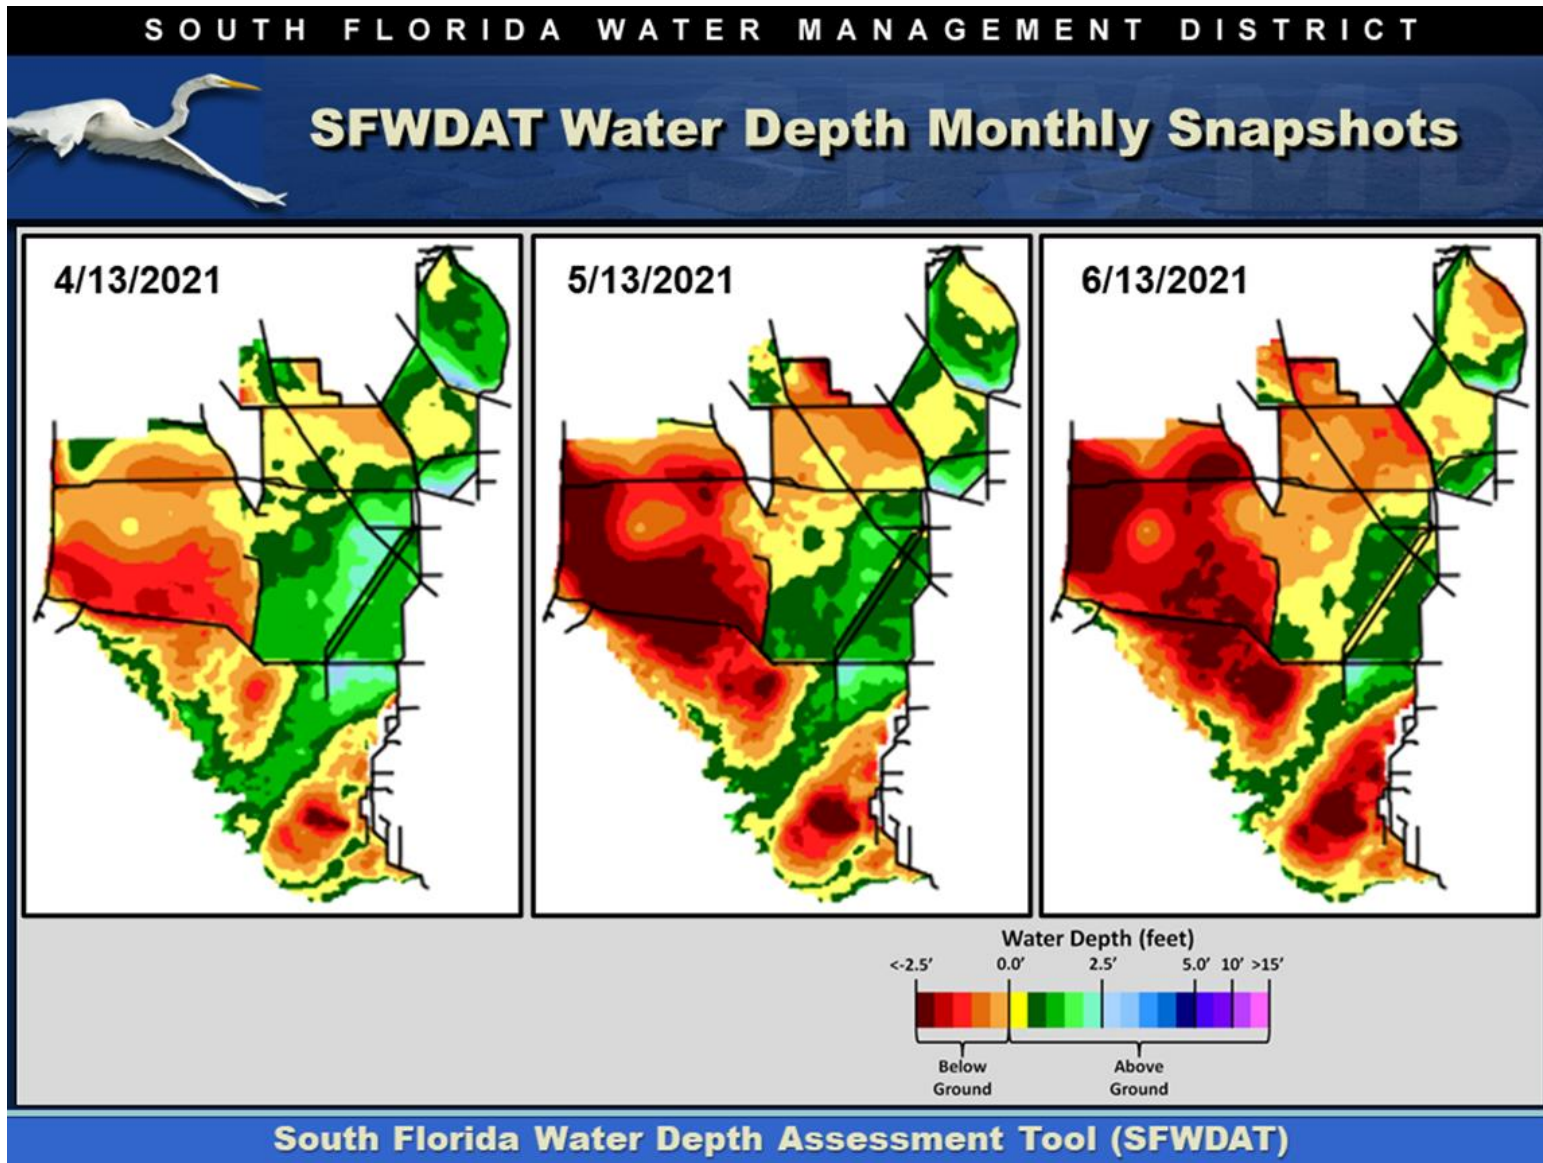 SOUTH FLORIDA WATER MANAGEMENT DISTRICT
SFWMD
SFWDAT Water Depth Monthly Snapshots
4/13/2021
5/13/2021
6/13/2021
Water Depth (feet)
<-2.5' 0.0' 2.5' 5.0' 10' >15'
Below Ground
Above Ground
South Florida Water Depth Assessment Tool (SFWDAT)